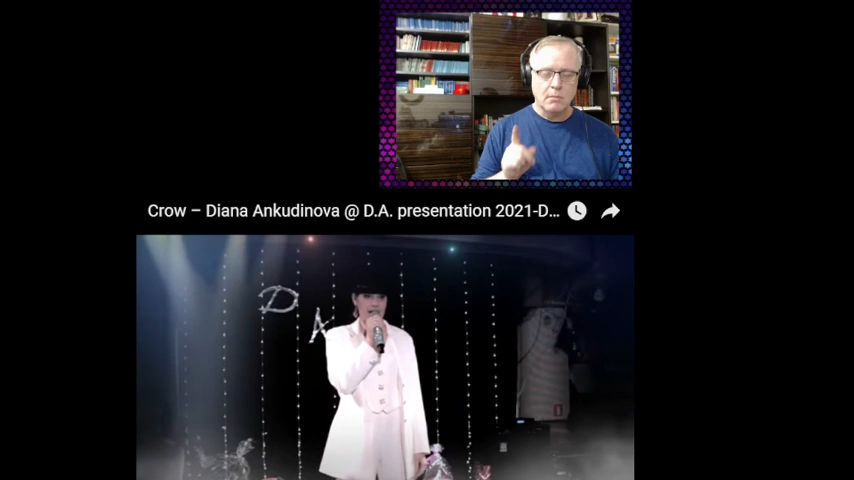 Crow – Diana Ankudinova @ D.A. presentation 2021-D...
D
A